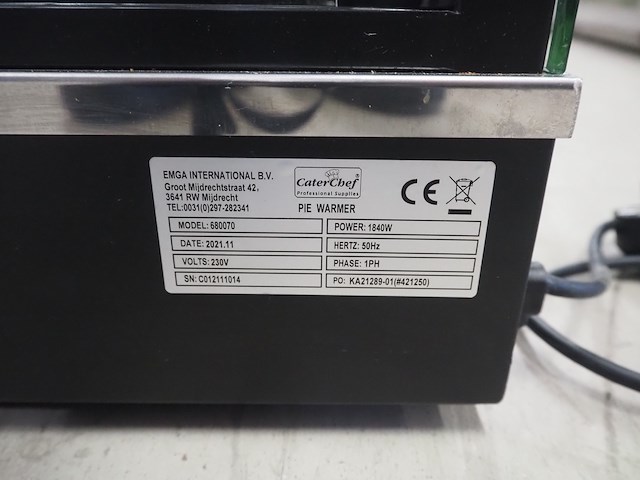 EMGA INTERNATIONAL B.V.
Groot Mijdrechtstraat 42,
3641 RW Mijdrecht
TEL:0031(0)297-282341
CaterChef®
Professional Supplies
CE
PIE WARMER
MODEL: 680070
POWER: 1840W
DATE: 2021.11
HERTZ: 50Hz
VOLTS: 230V
PHASE: 1PH
SN: C012111014
PO: KA21289-01(#421250)